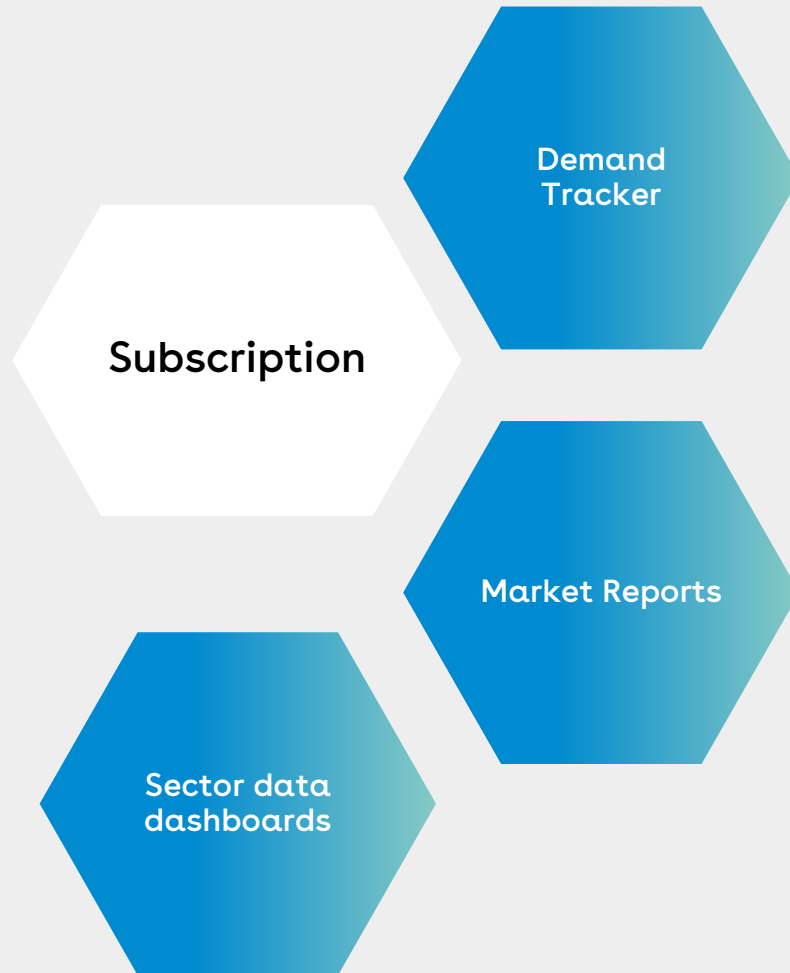 Demand
Tracker
Subscription
Market Reports
Sector data
dashboards